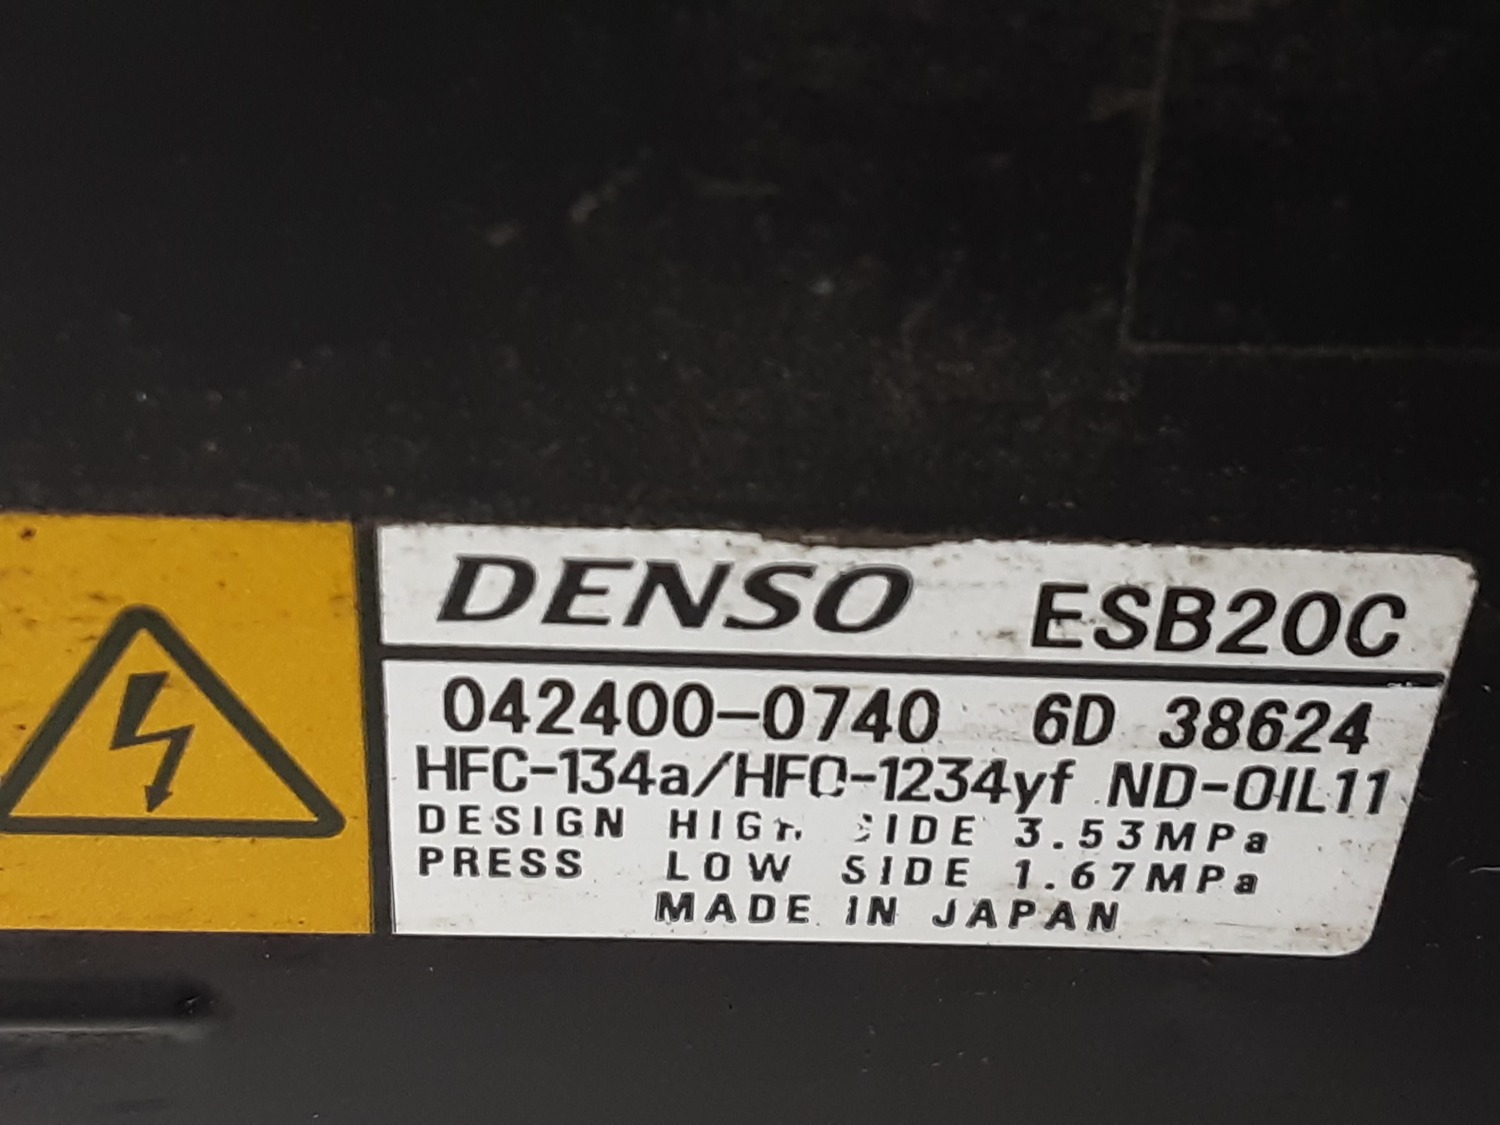 DENSO ESB20C
042400-0740 6D 38624
HFC-134a/HFO-1234yf ND-OIL11
DESIGN HIGH SIDE 3.53MPa
PRESS LOW SIDE 1.67MPa
MADE IN JAPAN